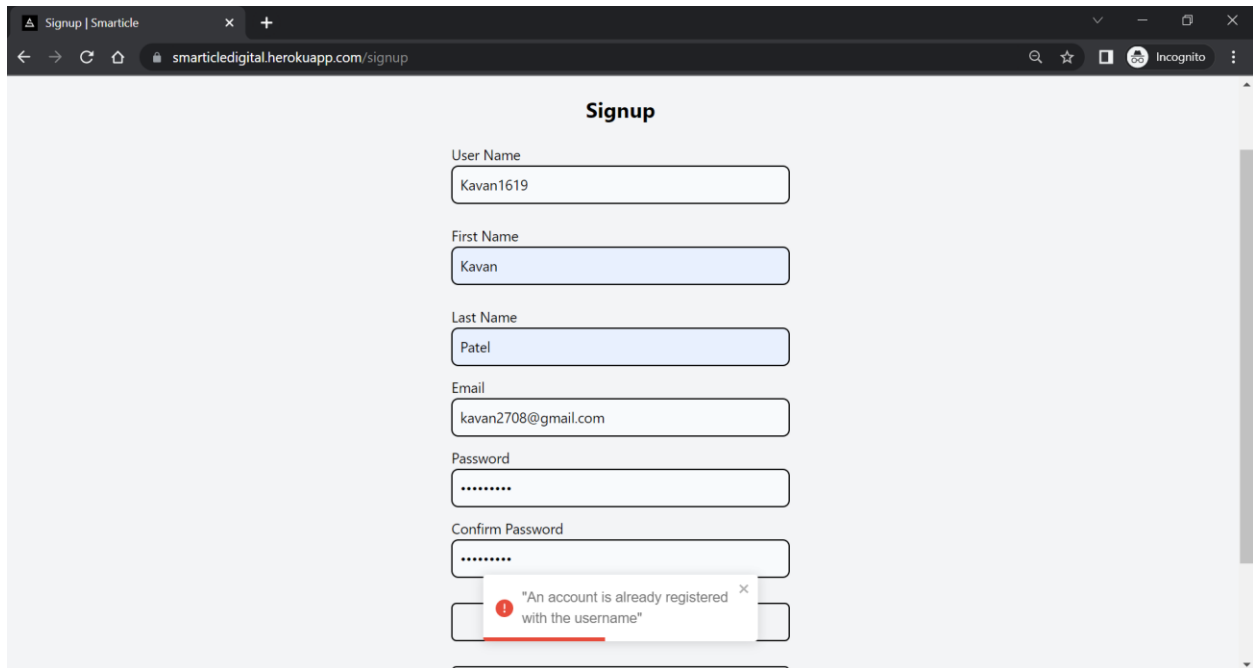 Signup | Smarticle
smarticledigital.herokuapp.com/signup
Incognito
Signup
User Name
Kavan1619
First Name
Kavan
Last Name
Patel
Email
kavan2708@gmail.com
Password
•••••••••
Confirm Password
•••••••••
"An account is already registered
with the username"